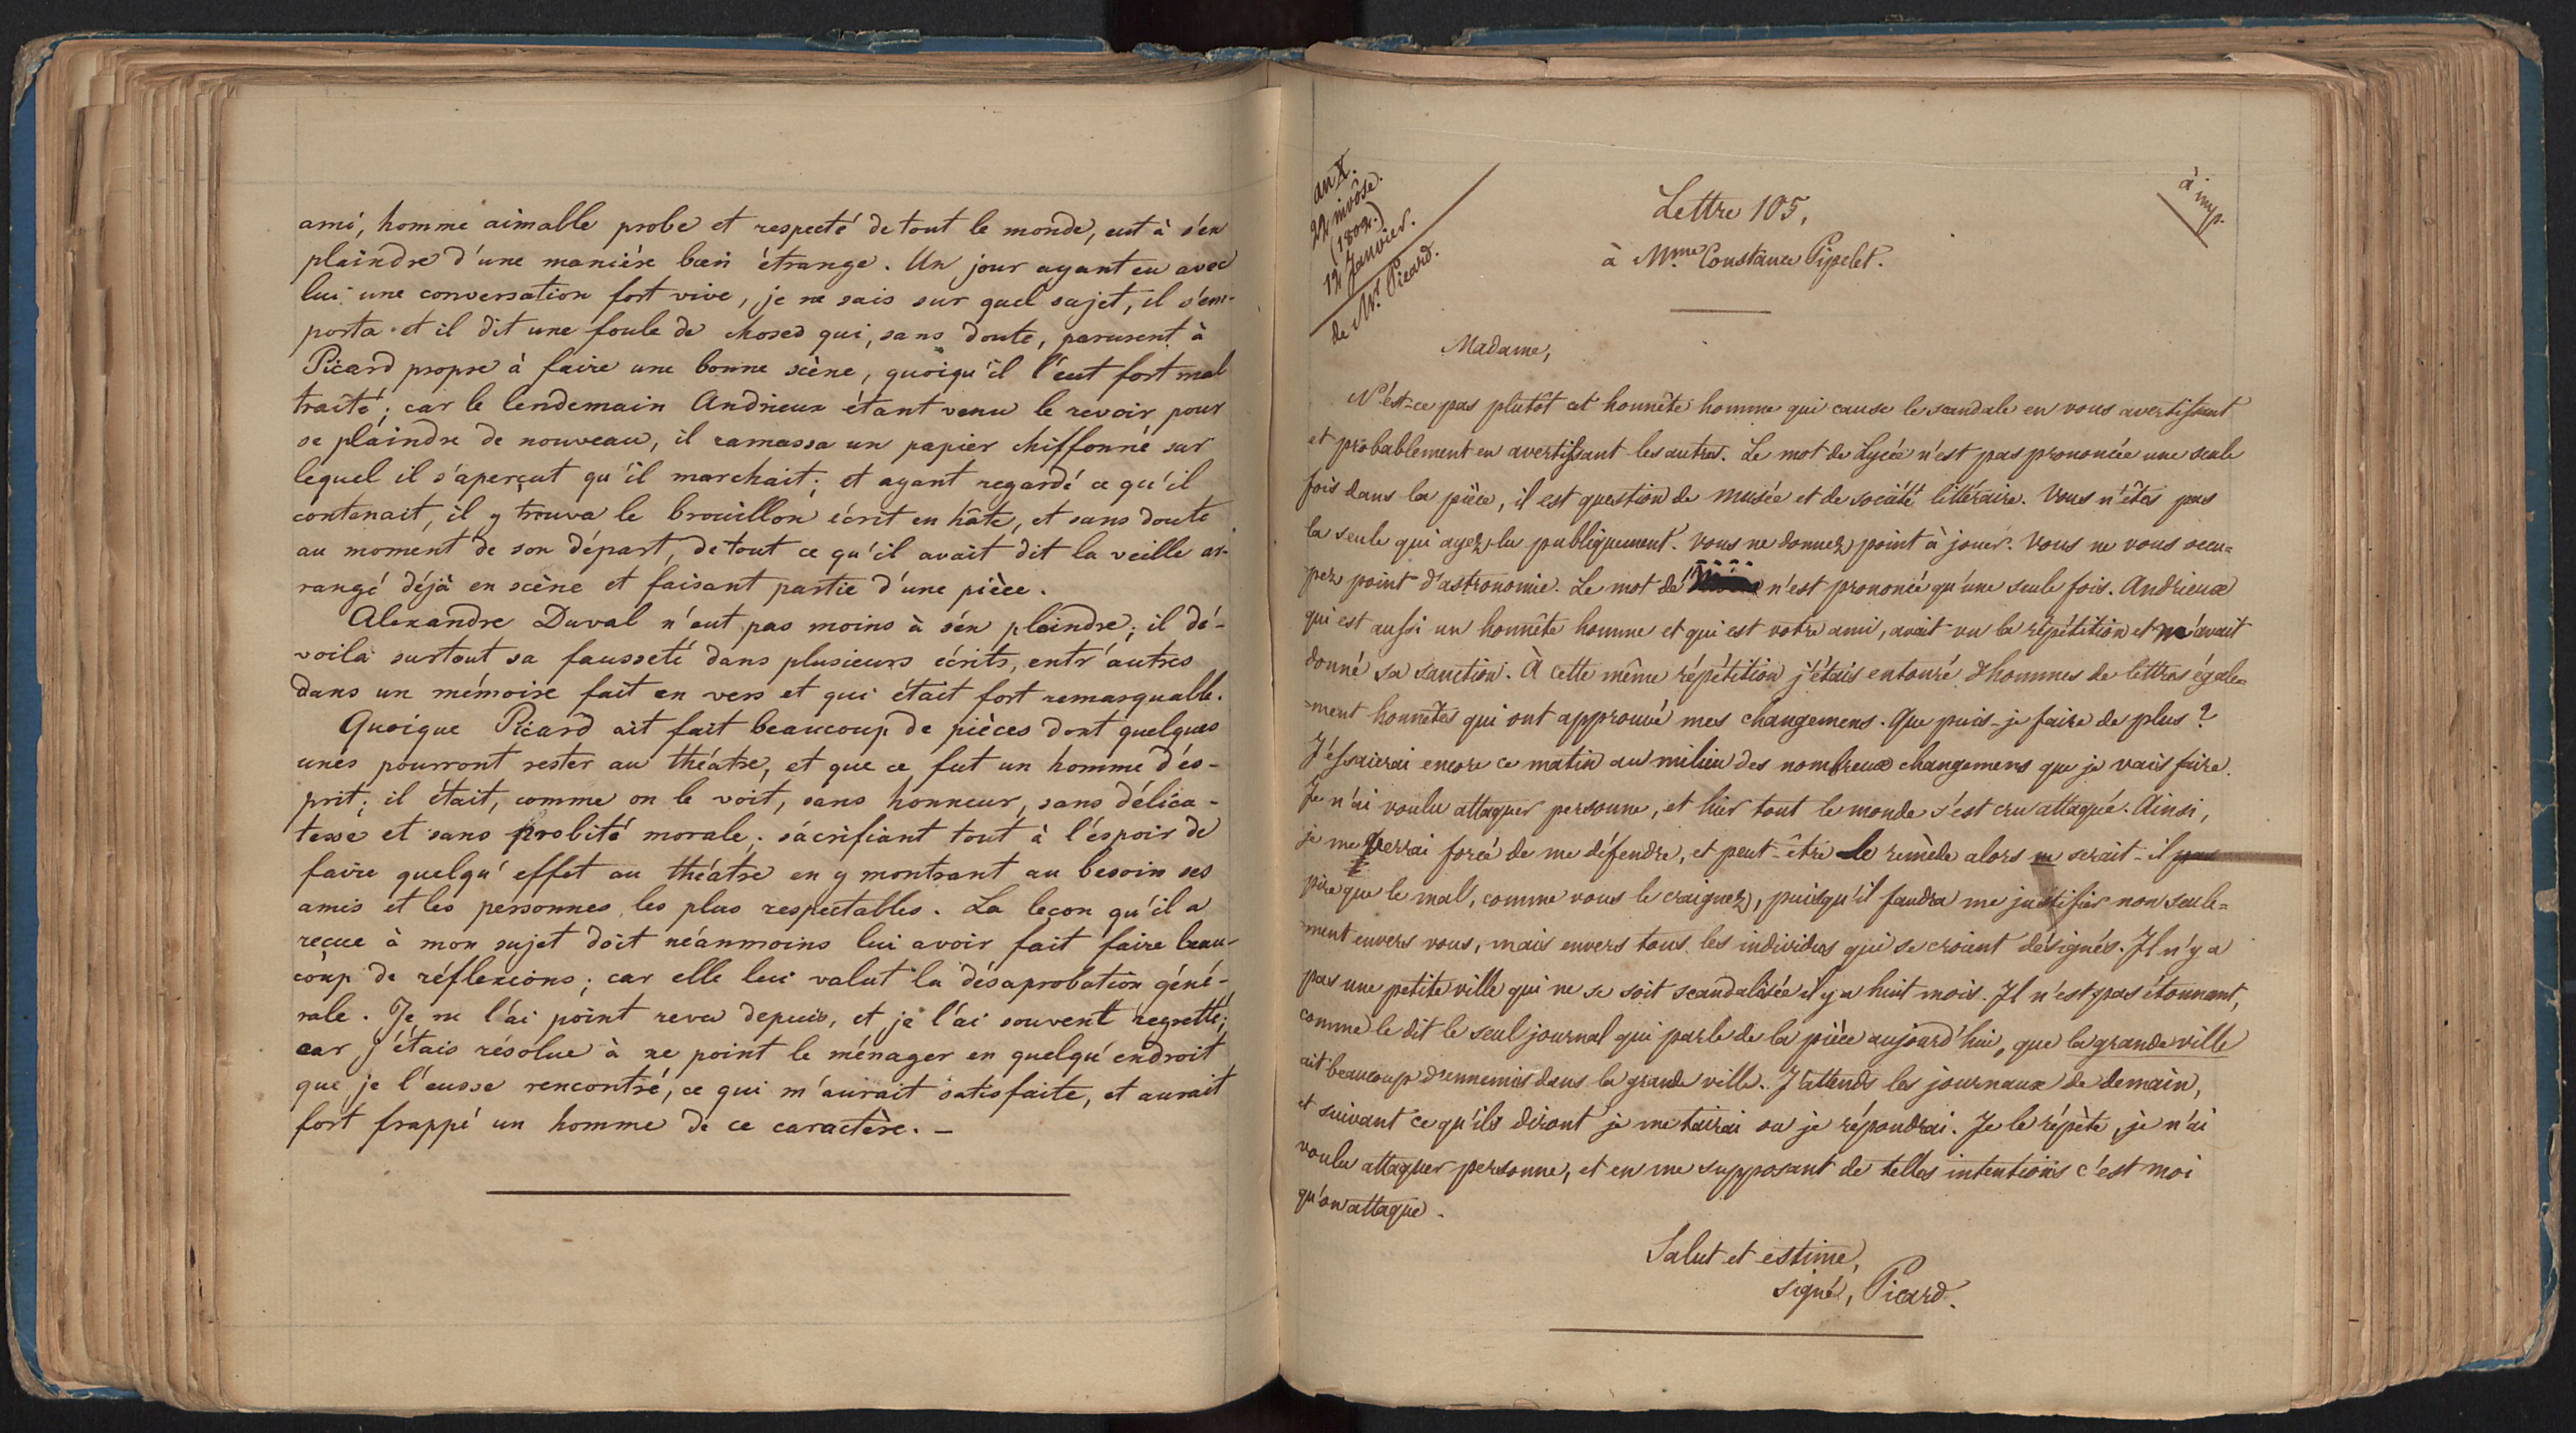 ami, homme aimable probe et respecté de tout le monde, eut à s'en
plaindre d'une manière bien étrange. Un jour ayant eu avec
lui une conversation fort vive, je ne sais sur quel sujet, il s'em-
porta et il dit une foule de choses qui, sans doute, parurent à
Picard propre à faire une bonne scène, quoiqu'il l'eut fort mal
traité; car le lendemain Andrieux étant venu le revoir pour
se plaindre de nouveau, il ramassa un papier chiffonné sur
lequel il s'aperçut qu'il marchait; et ayant regardé ce qu'il
contenait, il y trouva le brouillon écrit en hâte, et sans doute
au moment de son départ, de tout ce qu'il avait dit la veille ar-
rangé déjà en scène et faisant partie d'une pièce.
Alexandre Duval n'eut pas moins à s'en plaindre; il dé-
voila surtout sa fausseté dans plusieurs écrits, entr'autres
dans un mémoire fait en vers et qui était fort remarquable.
Quoique Picard ait fait beaucoup de pièces dont quelques
unes pourront rester au théâtre, et que ce fut un homme d'es-
prit; il était, comme on le voit, sans honneur, sans délica-
tesse et sans probité morale; sacrifiant tout à l'espoir de
faire quelqu'effet au théâtre en y montrant au besoin ses
amis et les personnes les plus respectables. La leçon qu'il a
reçue à mon sujet doit néanmoins lui avoir fait faire beau-
coup de réflexions; car elle lui valut la désaprobation géné-
rale. Je ne l'ai point revu depuis, et je l'ai souvent regretté;
car j'étais résolue à ne point le ménager en quelqu'endroit
que je l'eusse rencontré, ce qui m'aurait satisfaite, et aurait
fort frappé un homme de ce caractère. –
an X.
22 nivôse.
(1802.)
12 Janvier.
de Mr. Picard.
à imp.
Lettre 105,
à Mme Constance Pipelet.
Madame,
N'est-ce pas plutôt cet honnête homme qui cause le scandale en vous avertissant
et probablement en avertissant les autres. Le mot de Lycée n'est pas prononcée une seule
fois dans la pièce, il est question de musée et de société littéraire. Vous n'êtes pas
la seule qui ayez lu publiquement. Vous ne donnez point à jouer. Vous ne vous occu=
pez point d'astronomie. Le mot de n'est prononcé qu'une seule fois. Andrieux
qui est aussi un honnête homme et qui est votre ami, avait vu la répétition et m'avait
donné sa sanction. À cette même répétition j'étais entouré d'hommes de lettres égale=
=ment honnêtes qui ont approuvé mes changemens. Que puis-je faire de plus ?
J'essaierai encore ce matin au milieu des nombreux changemens que je vais faire.
Je n'ai voulu attaquer personne, et hier tout le monde s'est cru attaqué. Ainsi,
je me verrai forcé de me défendre, et peut-être le remède alors serait-il
pire que le mal, comme vous le craignez, puisqu'il faudra me justifier non seule=
=ment envers vous, mais envers tous les individus qui se croient désignés. Il n'y a
pas une petite ville qui ne se soit scandalisée il y a huit mois. Il n'est pas étonnant,
comme le dit le seul journal qui parle de la pièce aujourd'hui, que la grande ville
ait beaucoup d'ennemis dans la grande ville. J'attends les journaux de demain,
et suivant ce qu'ils diront je me tairai ou je répondrai. Je le répète, je n'ai
voulu attaquer personne, et en me supposant de telles intentions c'est moi
qu'on attaque.
Salut et estime,
signé, Picard.